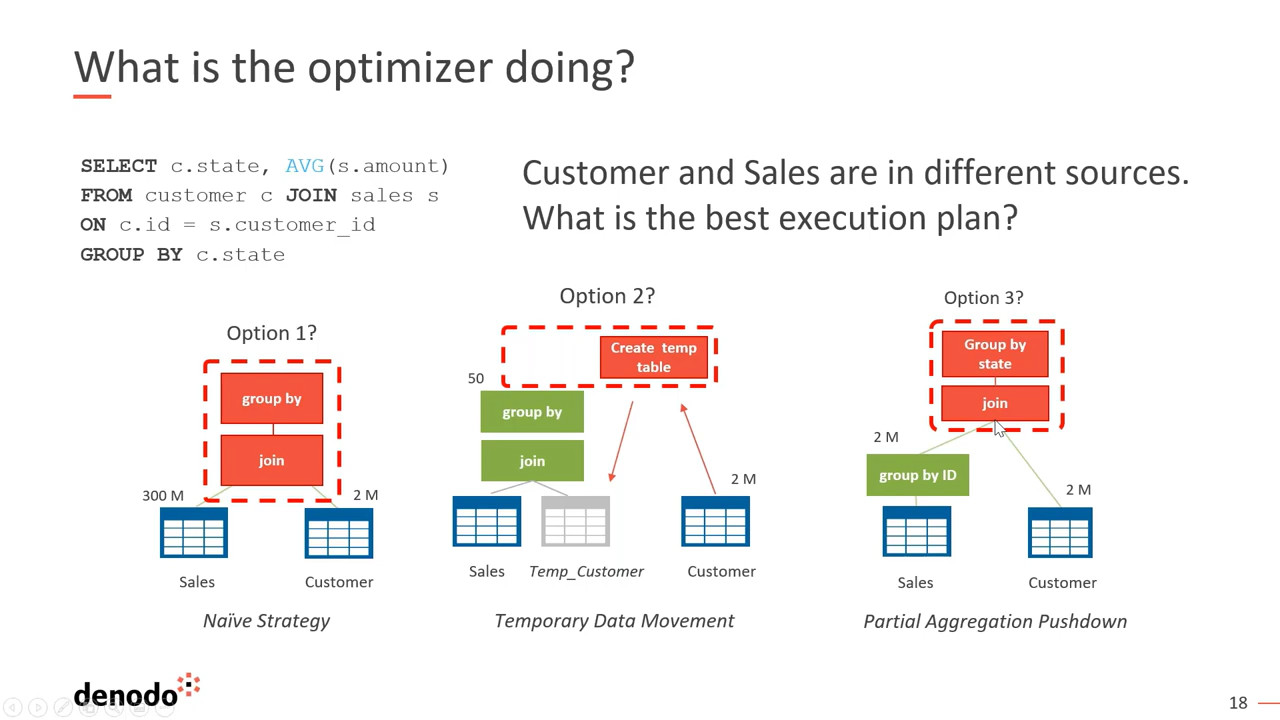 What is the optimizer doing?
SELECT c.state, AVG(s.amount)
FROM customer c JOIN sales s
ON c.id = s.customer_id
GROUP BY c.state
Customer and Sales are in different sources.
What is the best execution plan?
Option 1?
group by
join
300 M
2 M
Sales
Customer
Naïve Strategy
Option 2?
Create temp
table
50
group by
join
2 M
Sales
Temp_Customer
Customer
Temporary Data Movement
Option 3?
Group by
state
join
2 M
group by ID
2 M
Sales
Customer
Partial Aggregation Pushdown
denodo
18